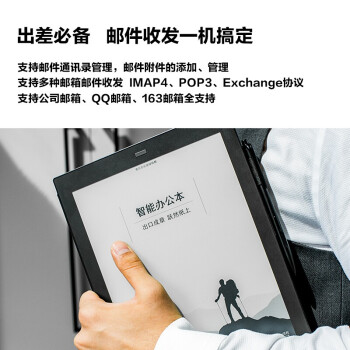 出差必备 邮件收发一机搞定
支持邮件通讯录管理，邮件附件的添加、管理
支持多种邮箱邮件收发 IMAP4、POP3、Exchange协议
支持公司邮箱、QQ邮箱、163邮箱全支持
智能办公本
出口成章 跃然纸上